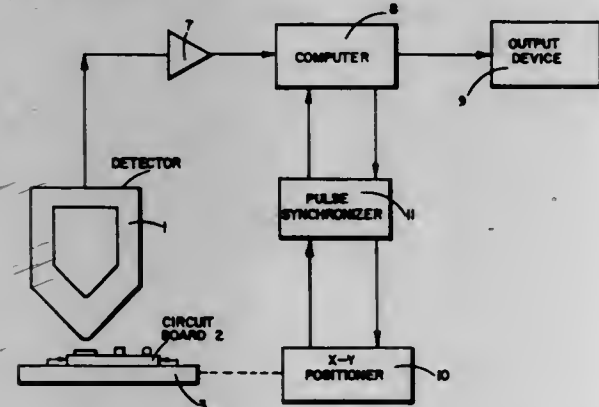 7
8
COMPUTER
OUTPUT
DEVICE
9
DETECTOR
1
PULSE
SYNCHRONIZER
11
CIRCUIT
BOARD 2
X-Y
POSITIONER
10